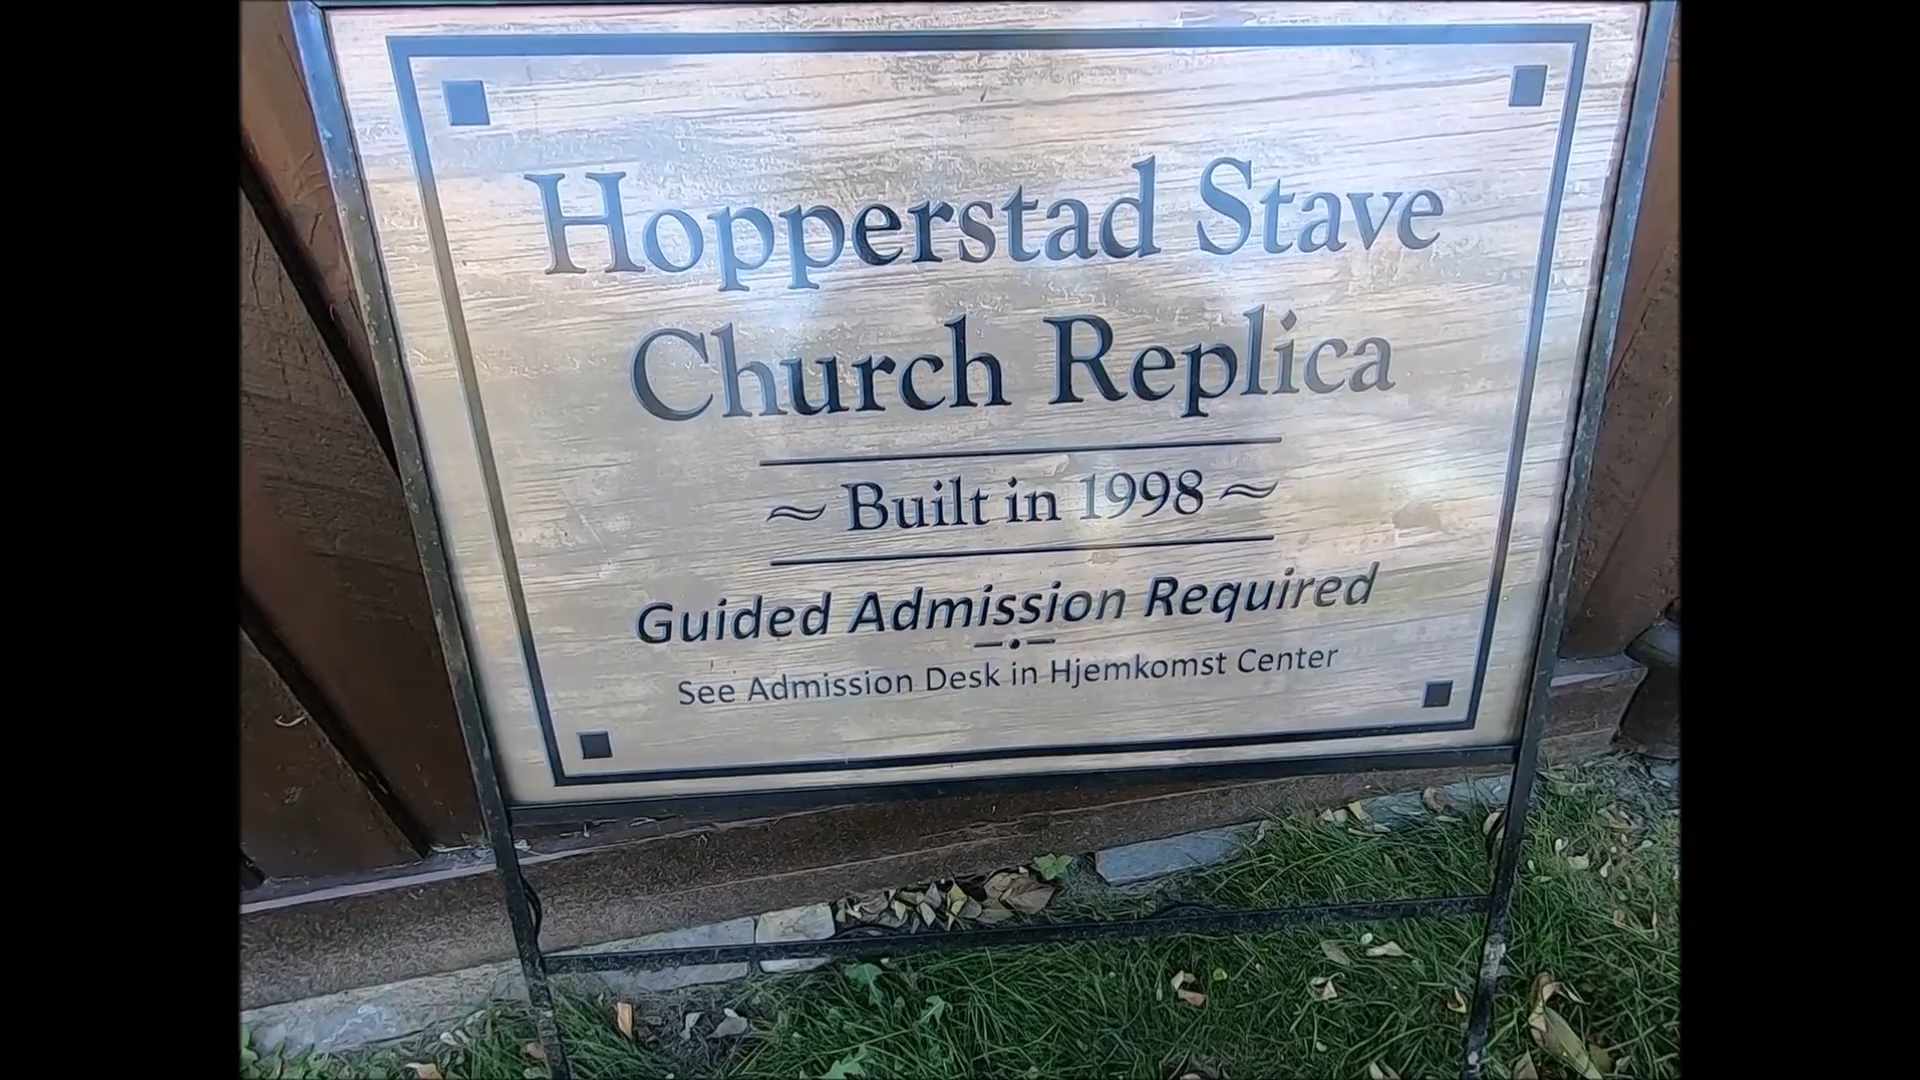 Hopperstad Stave
Church Replica
~ Built in 1998 ~
Guided Admission Required
See Admission Desk in Hjemkomst Center